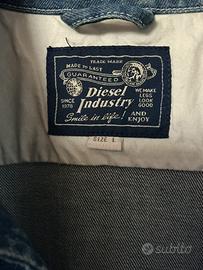 TRADE MARK
MADE TO LAST
GUARANTEED
SINCE 1978
Diesel
Industry
WE MAKE
LEGS
LOOK
GOOD
Smile in life!
AND
ENJOY
SIZE L
subito